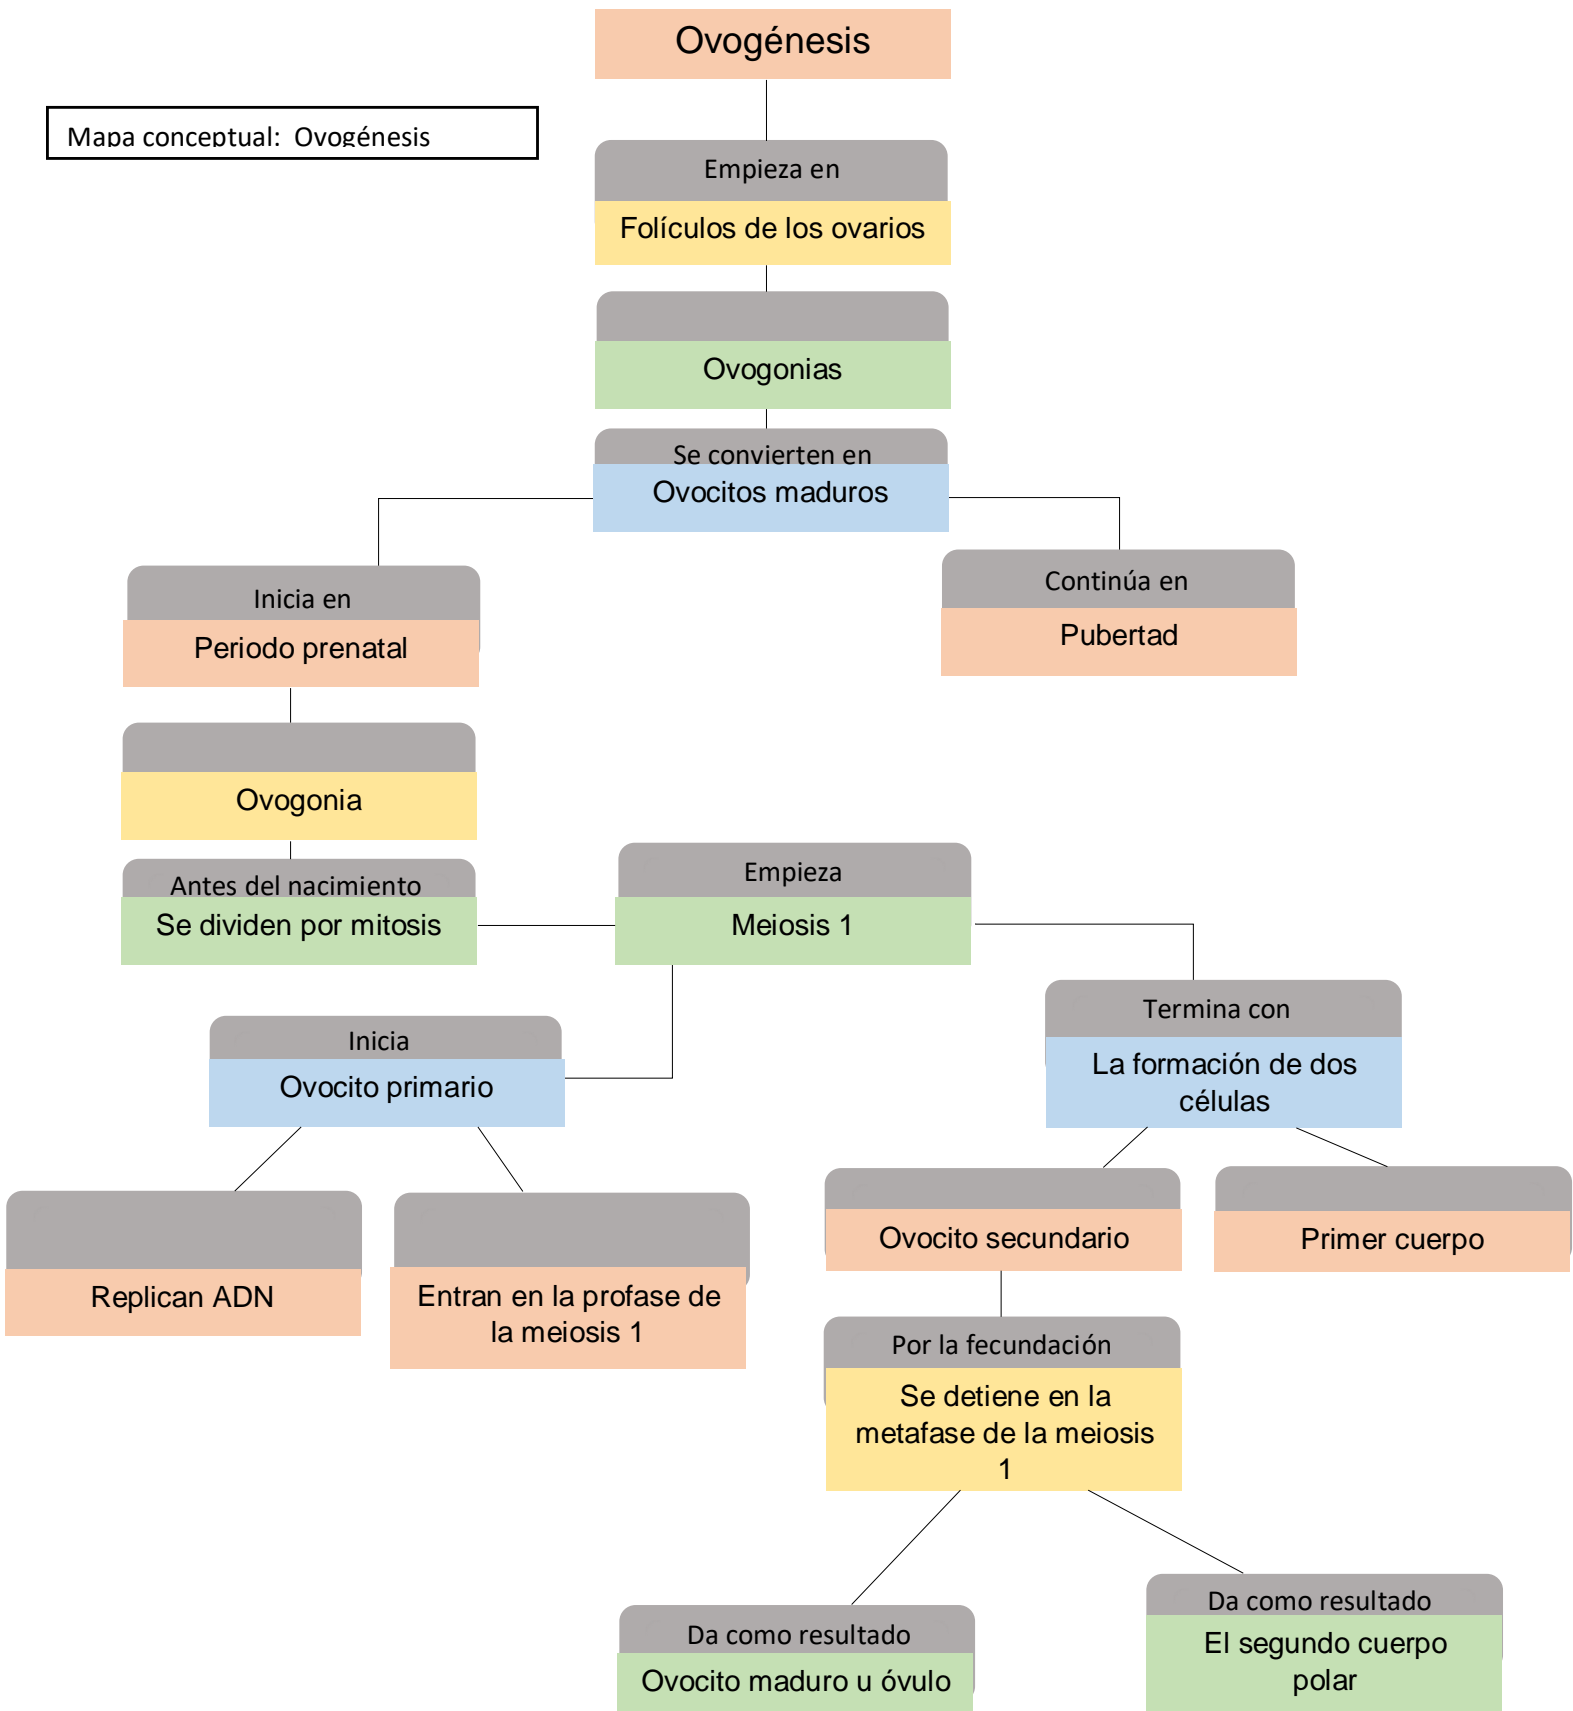 Ovogénesis
Mapa conceptual: Ovogénesis
Empieza en
Folículos de los ovarios
Ovogonias
Se convierten en
Ovocitos maduros
Inicia en
Periodo prenatal
Continúa en
Pubertad
Ovogonia
Antes del nacimiento
Se dividen por mitosis
Empieza
Meiosis 1
Inicia
Ovocito primario
Termina con
La formación de dos
células
Replican ADN
Entran en la profase de
la meiosis 1
Ovocito secundario
Primer cuerpo
Por la fecundación
Se detiene en la
metafase de la meiosis
1
Da como resultado
Ovocito maduro u óvulo
Da como resultado
El segundo cuerpo
polar